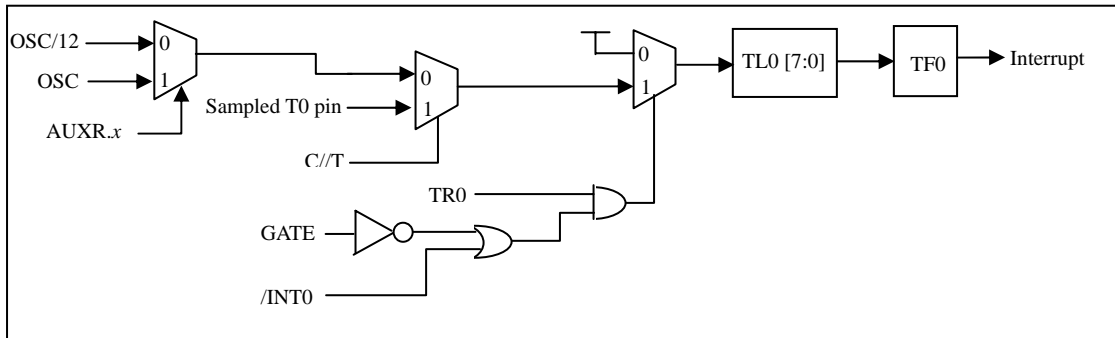 OSC/12
0
OSC
1
AUXR.x
0
Sampled T0 pin
1
C//T
0
1
TL0 [7:0]
TF0
Interrupt
TR0
GATE
/INT0